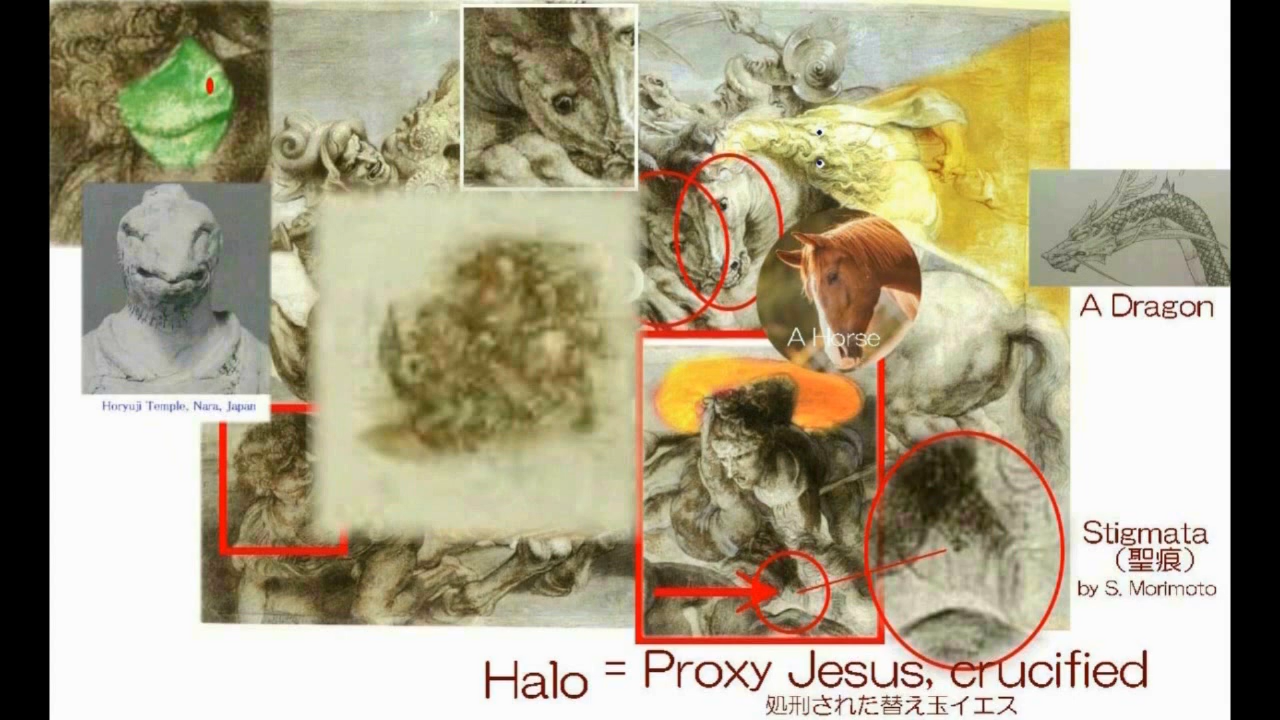 A Horse
A Dragon
Horyuji Temple, Nara, Japan
Stigmata
（聖痕）
by S. Morimoto
Halo = Proxy Jesus, crucified
処刑された替え玉イエス